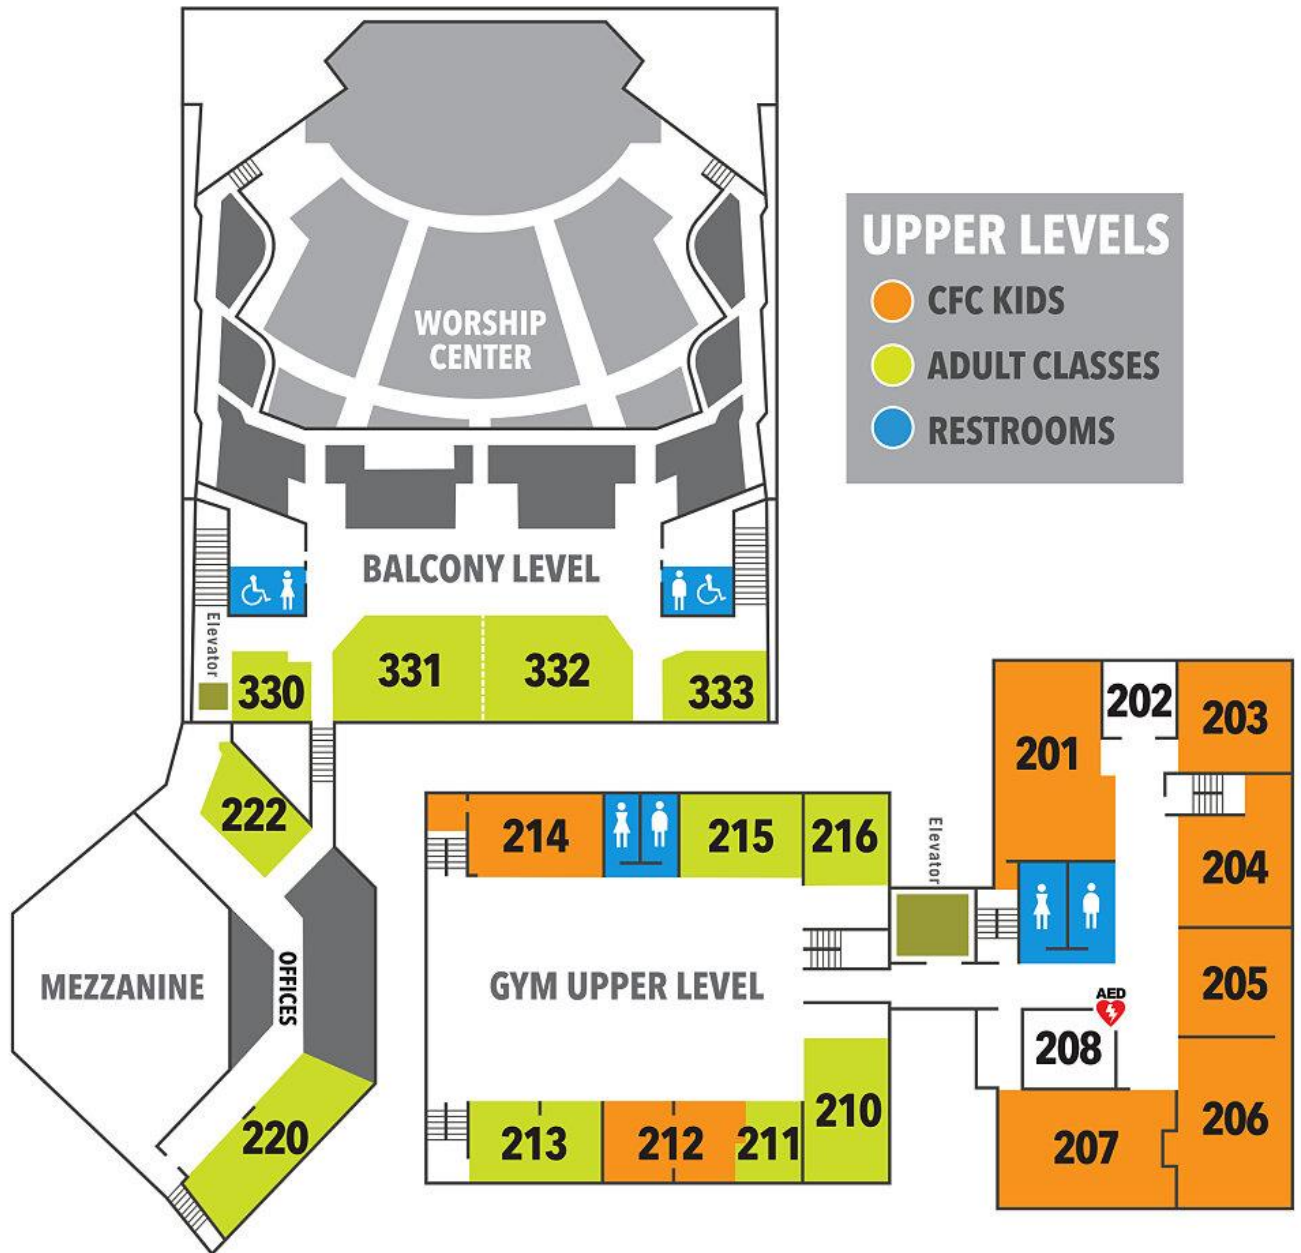 UPPER LEVELS
CFC KIDS
ADULT CLASSES
RESTROOMS
WORSHIP
CENTER
BALCONY LEVEL
Elevator
330
331
332
333
222
MEZZANINE
OFFICES
220
214
215
216
GYM UPPER LEVEL
213
212
211
210
Elevator
201
202
203
204
205
AED
208
206
207